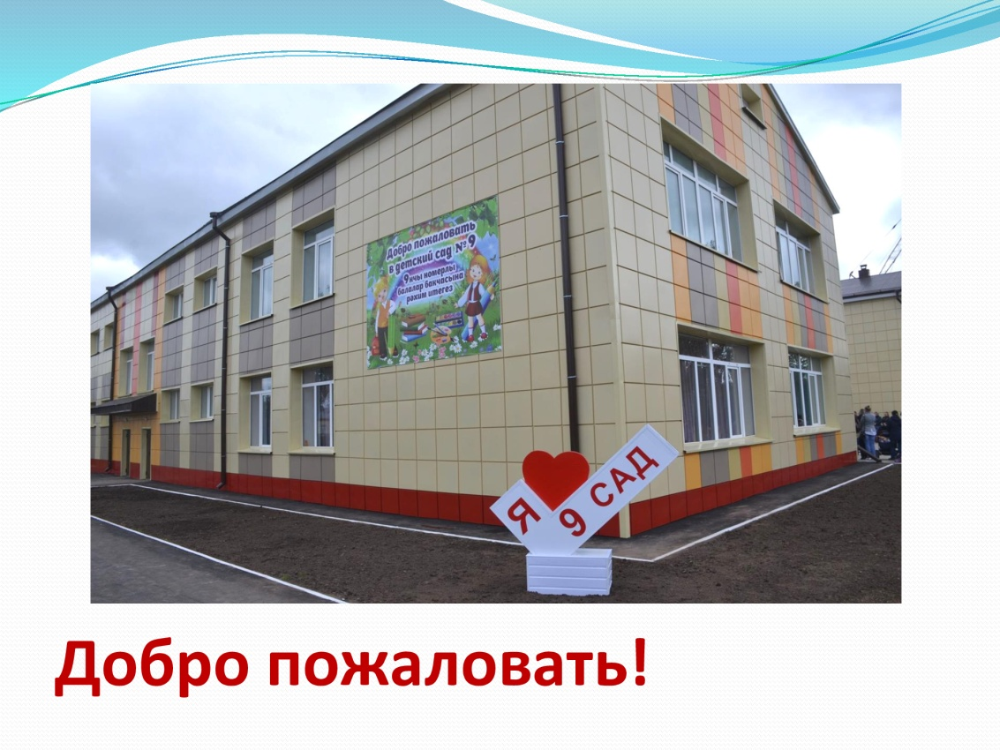 Добро пожаловать
в детский сад № 9
9нчы номерлы
балалар бакчасына
рәхим итегез
Я ❤ 9 САД
Добро пожаловать!